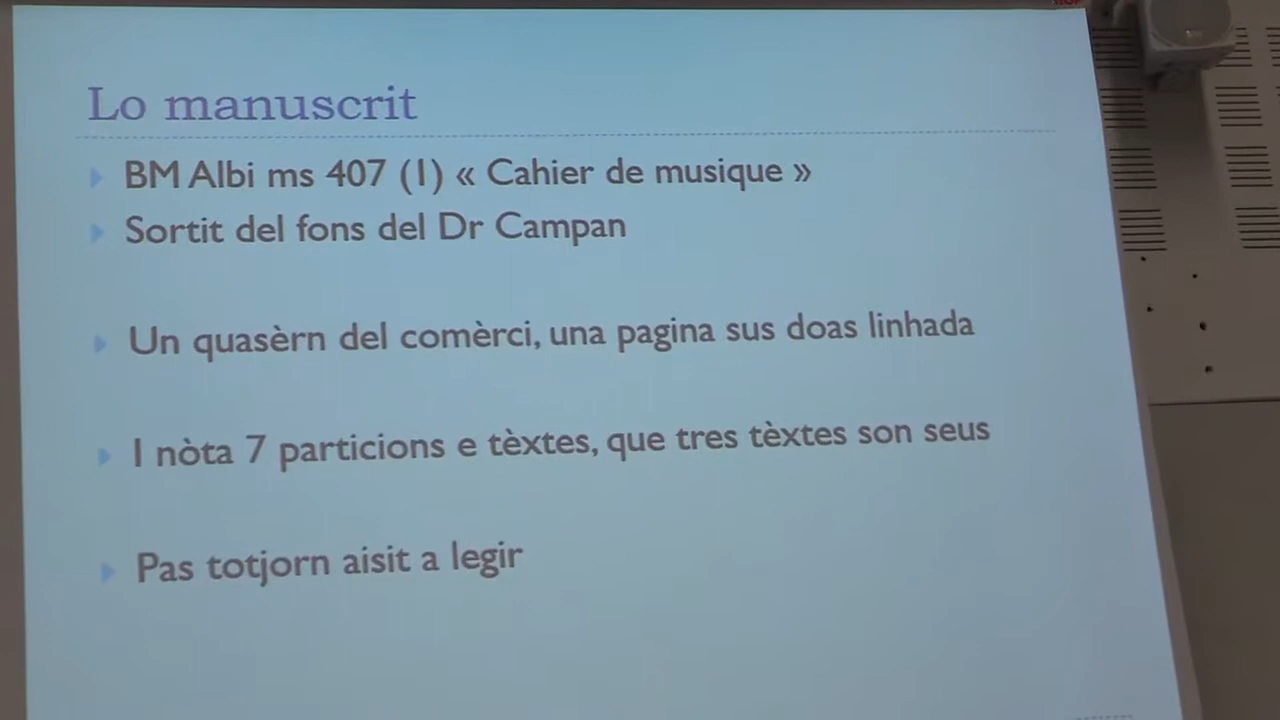 Lo manuscrit
BM Albi ms 407 (1) « Cahier de musique »
Sortit del fons del Dr Campan
Un quasèrn del comèrci, una pagina sus doas linhada
I nòta 7 particions e tèxtes, que tres tèxtes son seus
Pas totjorn aisit a legir